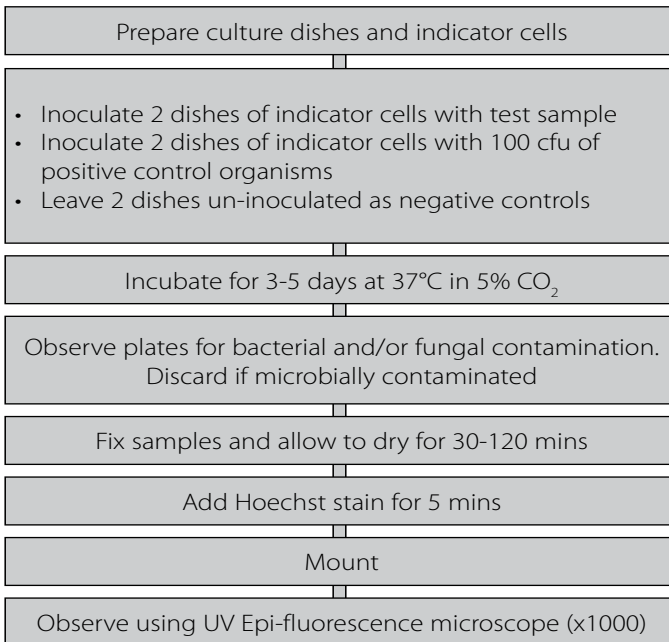 Prepare culture dishes and indicator cells
• Inoculate 2 dishes of indicator cells with test sample
• Inoculate 2 dishes of indicator cells with 100 cfu of
positive control organisms
• Leave 2 dishes un-inoculated as negative controls
Incubate for 3-5 days at 37°C in 5% CO₂
Observe plates for bacterial and/or fungal contamination.
Discard if microbially contaminated
Fix samples and allow to dry for 30-120 mins
Add Hoechst stain for 5 mins
Mount
Observe using UV Epi-fluorescence microscope (x1000)